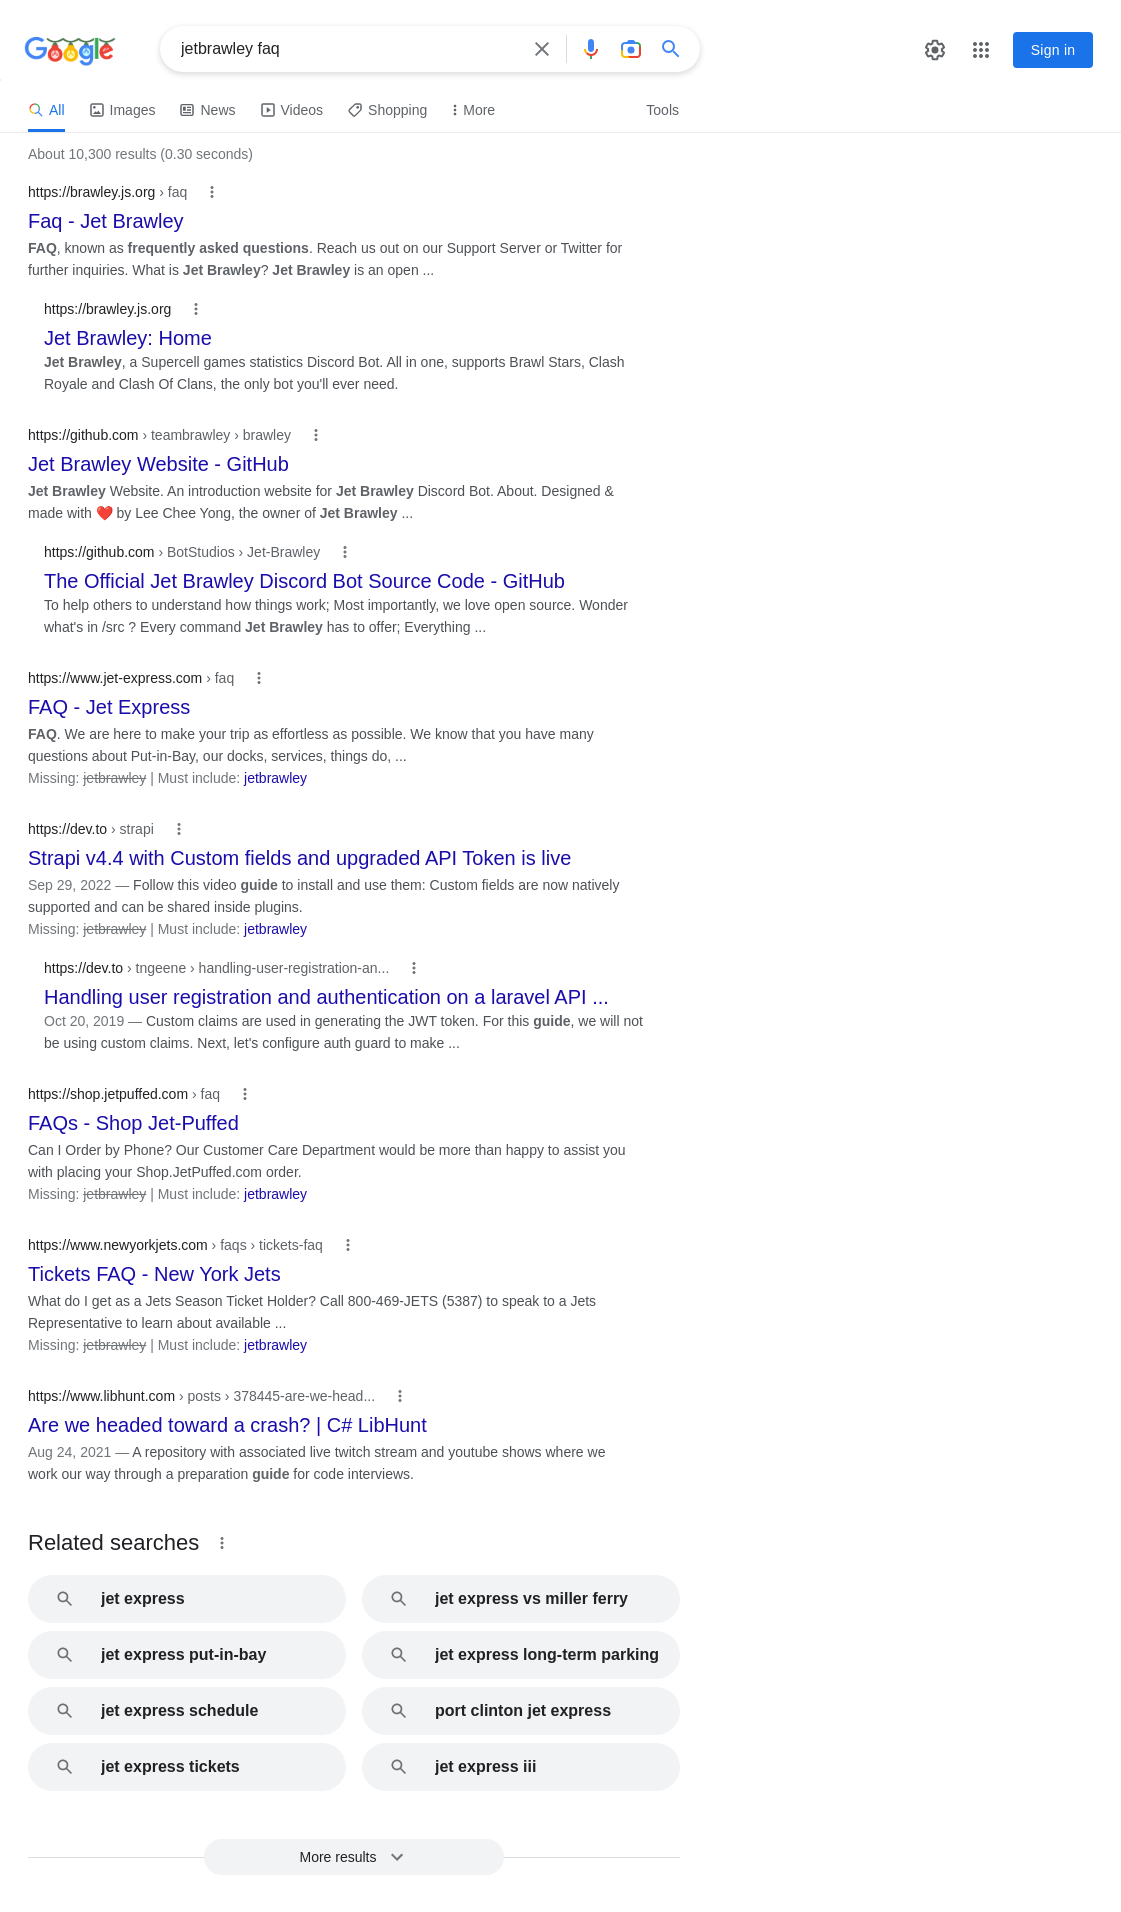 Google
jetbrawley faq
Sign in
All
Images
News
Videos
Shopping
More
Tools
About 10,300 results (0.30 seconds)
https://brawley.js.org › faq
Faq - Jet Brawley
FAQ, known as frequently asked questions. Reach us out on our Support Server or Twitter for
further inquiries. What is Jet Brawley? Jet Brawley is an open ...
https://brawley.js.org
Jet Brawley: Home
Jet Brawley, a Supercell games statistics Discord Bot. All in one, supports Brawl Stars, Clash
Royale and Clash Of Clans, the only bot you'll ever need.
https://github.com › teambrawley › brawley
Jet Brawley Website - GitHub
Jet Brawley Website. An introduction website for Jet Brawley Discord Bot. About. Designed &
made with ❤️ by Lee Chee Yong, the owner of Jet Brawley ...
https://github.com › BotStudios › Jet-Brawley
The Official Jet Brawley Discord Bot Source Code - GitHub
To help others to understand how things work; Most importantly, we love open source. Wonder
what's in /src ? Every command Jet Brawley has to offer; Everything ...
https://www.jet-express.com › faq
FAQ - Jet Express
FAQ. We are here to make your trip as effortless as possible. We know that you have many
questions about Put-in-Bay, our docks, services, things do, ...
Missing: jetbrawley | Must include: jetbrawley
https://dev.to › strapi
Strapi v4.4 with Custom fields and upgraded API Token is live
Sep 29, 2022 — Follow this video guide to install and use them: Custom fields are now natively
supported and can be shared inside plugins.
Missing: jetbrawley | Must include: jetbrawley
https://dev.to › tngeene › handling-user-registration-an...
Handling user registration and authentication on a laravel API ...
Oct 20, 2019 — Custom claims are used in generating the JWT token. For this guide, we will not
be using custom claims. Next, let's configure auth guard to make ...
https://shop.jetpuffed.com › faq
FAQs - Shop Jet-Puffed
Can I Order by Phone? Our Customer Care Department would be more than happy to assist you
with placing your Shop.JetPuffed.com order.
Missing: jetbrawley | Must include: jetbrawley
https://www.newyorkjets.com › faqs › tickets-faq
Tickets FAQ - New York Jets
What do I get as a Jets Season Ticket Holder? Call 800-469-JETS (5387) to speak to a Jets
Representative to learn about available ...
Missing: jetbrawley | Must include: jetbrawley
https://www.libhunt.com › posts › 378445-are-we-head...
Are we headed toward a crash? | C# LibHunt
Aug 24, 2021 — A repository with associated live twitch stream and youtube shows where we
work our way through a preparation guide for code interviews.
Related searches
jet express
jet express vs miller ferry
jet express put-in-bay
jet express long-term parking
jet express schedule
port clinton jet express
jet express tickets
jet express iii
More results